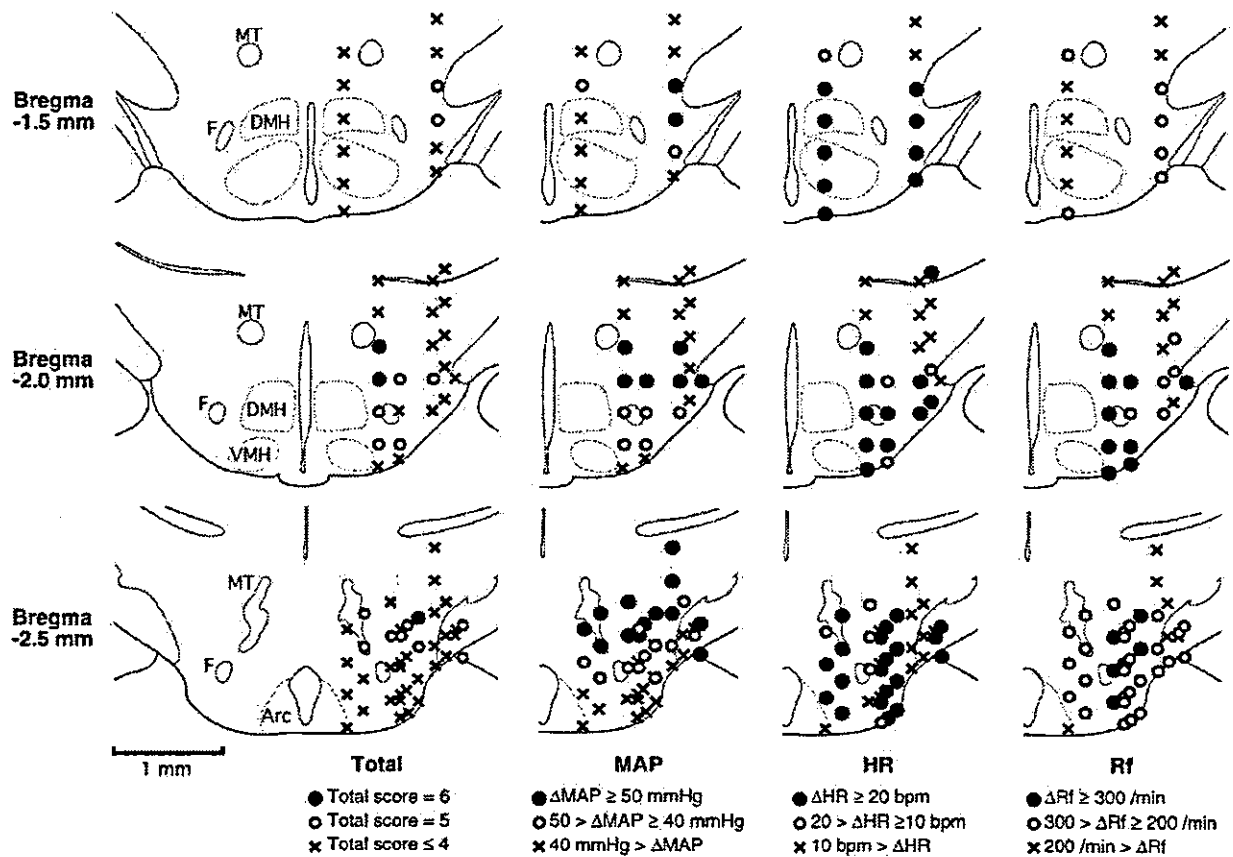 MT
Bregma
-1.5 mm
F
DMH
MT
Bregma
-2.0 mm
F
DMH
VMH
MT
Bregma
-2.5 mm
F
Arc
1 mm
Total
MAP
HR
Rf
● Total score = 6
● ΔMAP ≥ 50 mmHg
● ΔHR ≥ 20 bpm
● ΔRf ≥ 300 /min
○ Total score = 5
○ 50 > ΔMAP ≥ 40 mmHg
○ 20 > ΔHR ≥10 bpm
○ 300 > ΔRf ≥ 200 /min
× Total score ≤ 4
× 40 mmHg > ΔMAP
× 10 bpm > ΔHR
× 200 /min > ΔRf